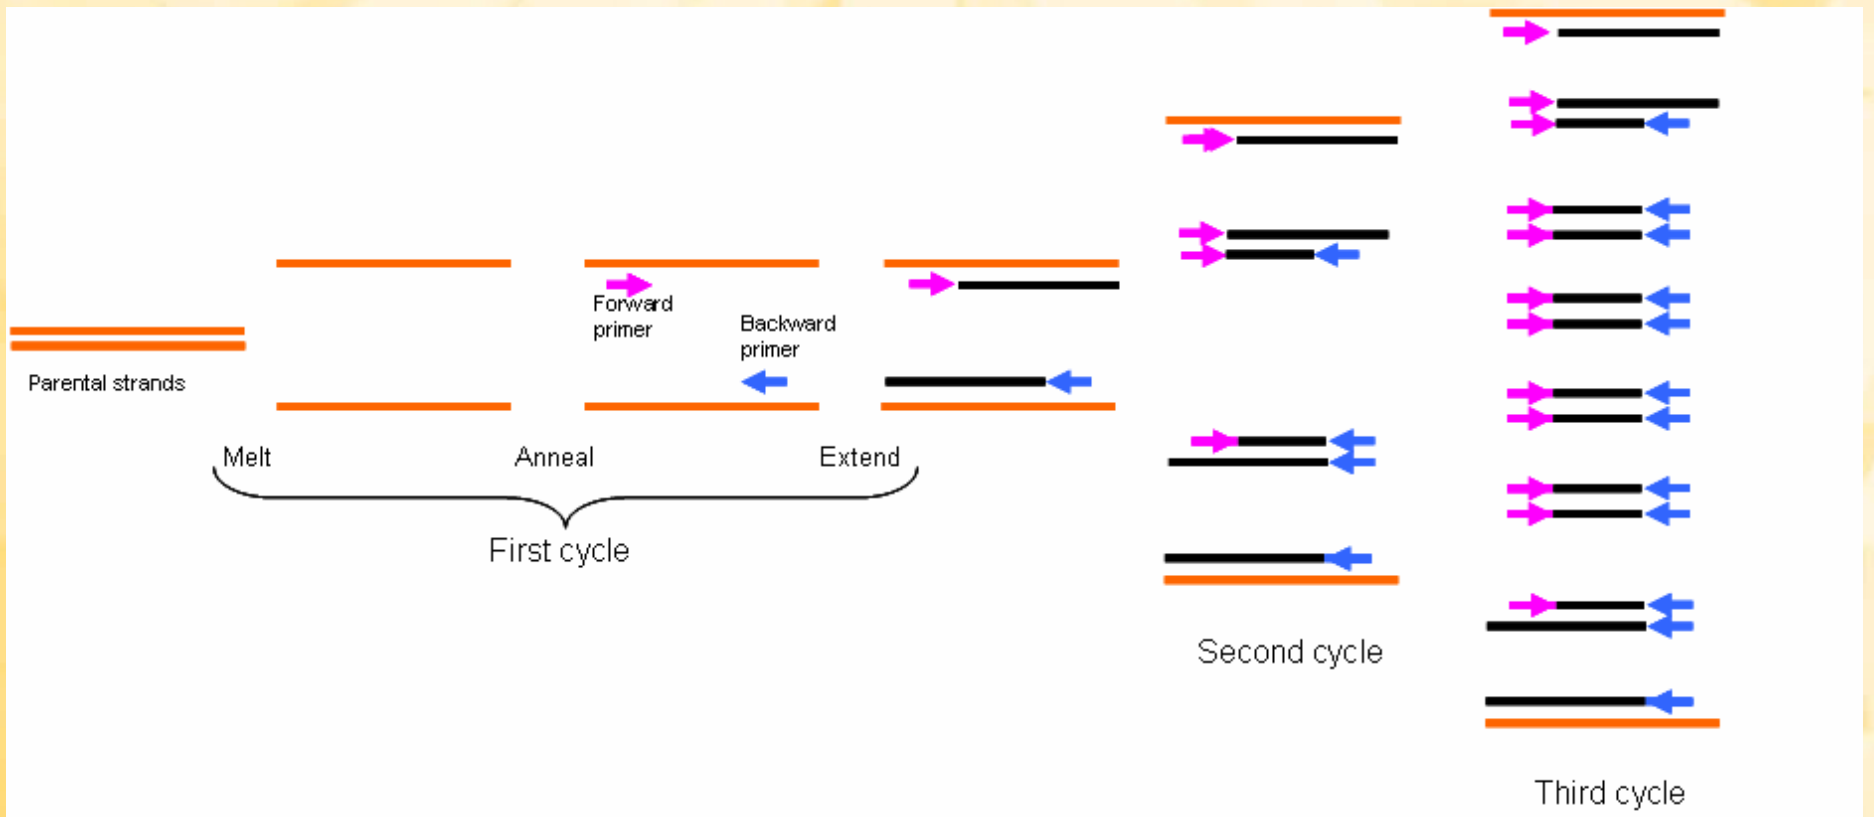 Parental strands
Melt
Anneal
Extend
First cycle
Forward
primer
Backward
primer
Second cycle
Third cycle